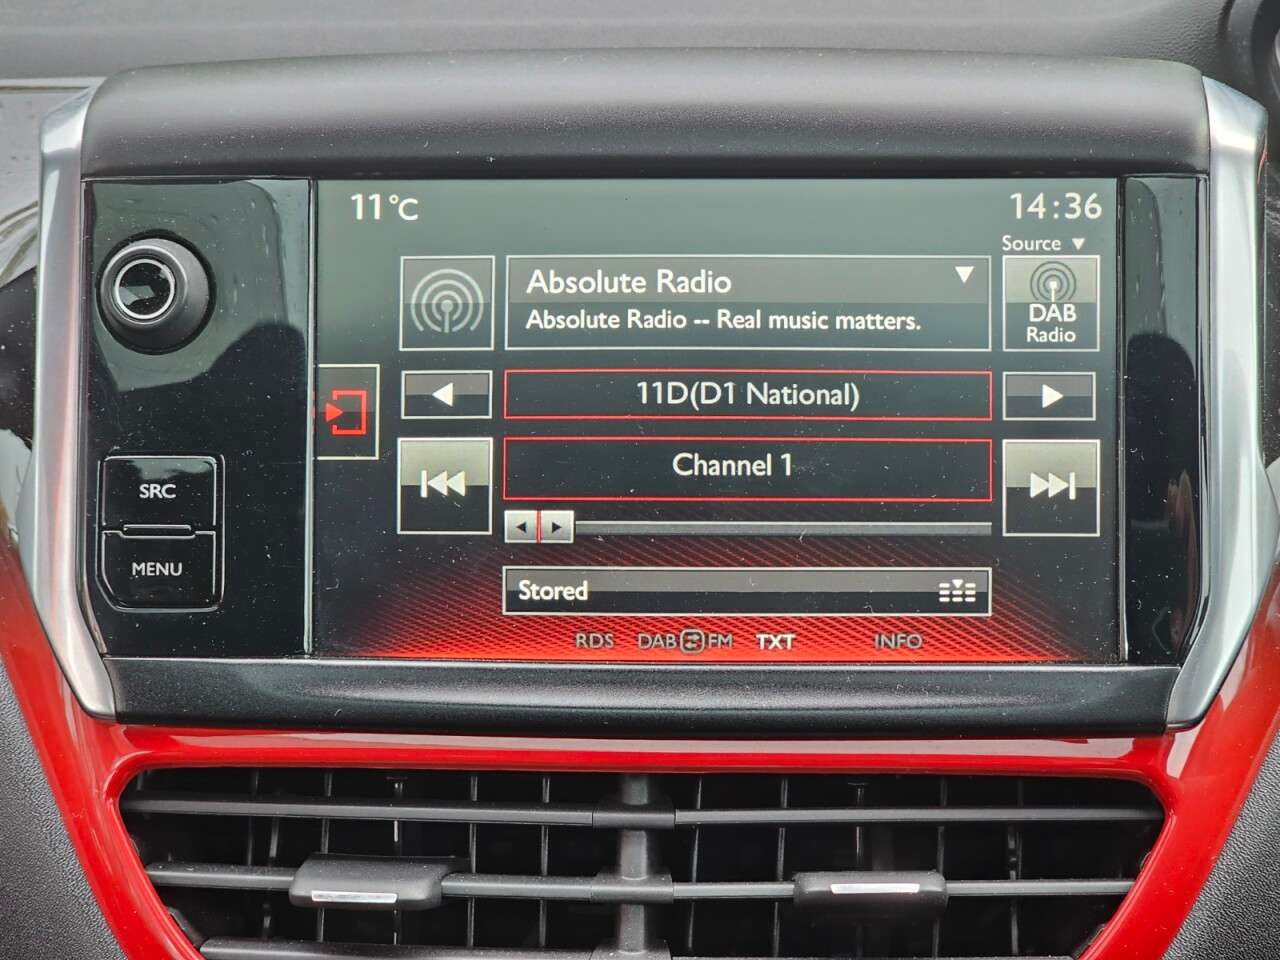 11°C
14:36
Source
Absolute Radio
Absolute Radio -- Real music matters.
DAB
Radio
11D(D1 National)
Channel 1
SRC
MENU
Stored
RDS DAB FM TXT INFO